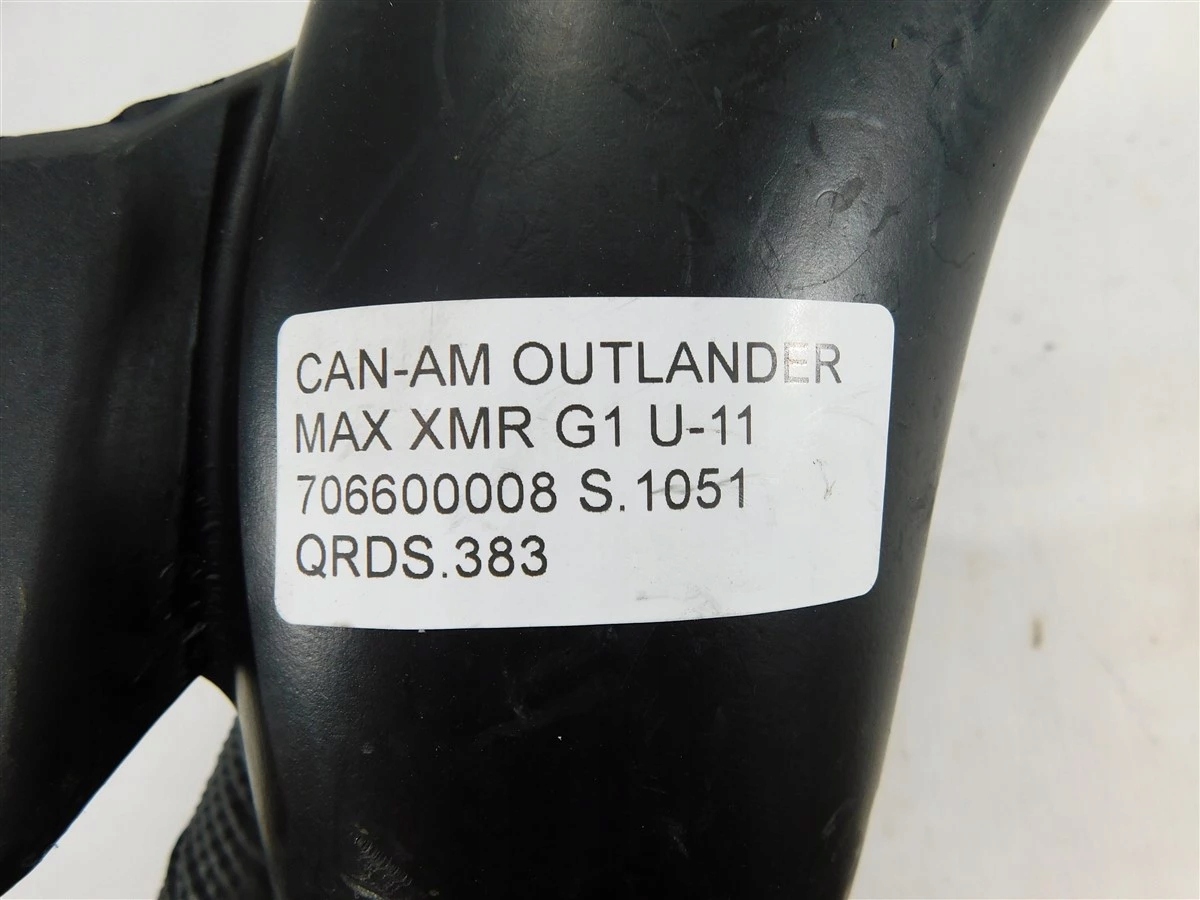 CAN-AM OUTLANDER
MAX XMR G1 U-11
706600008 S.1051
QRDS.383